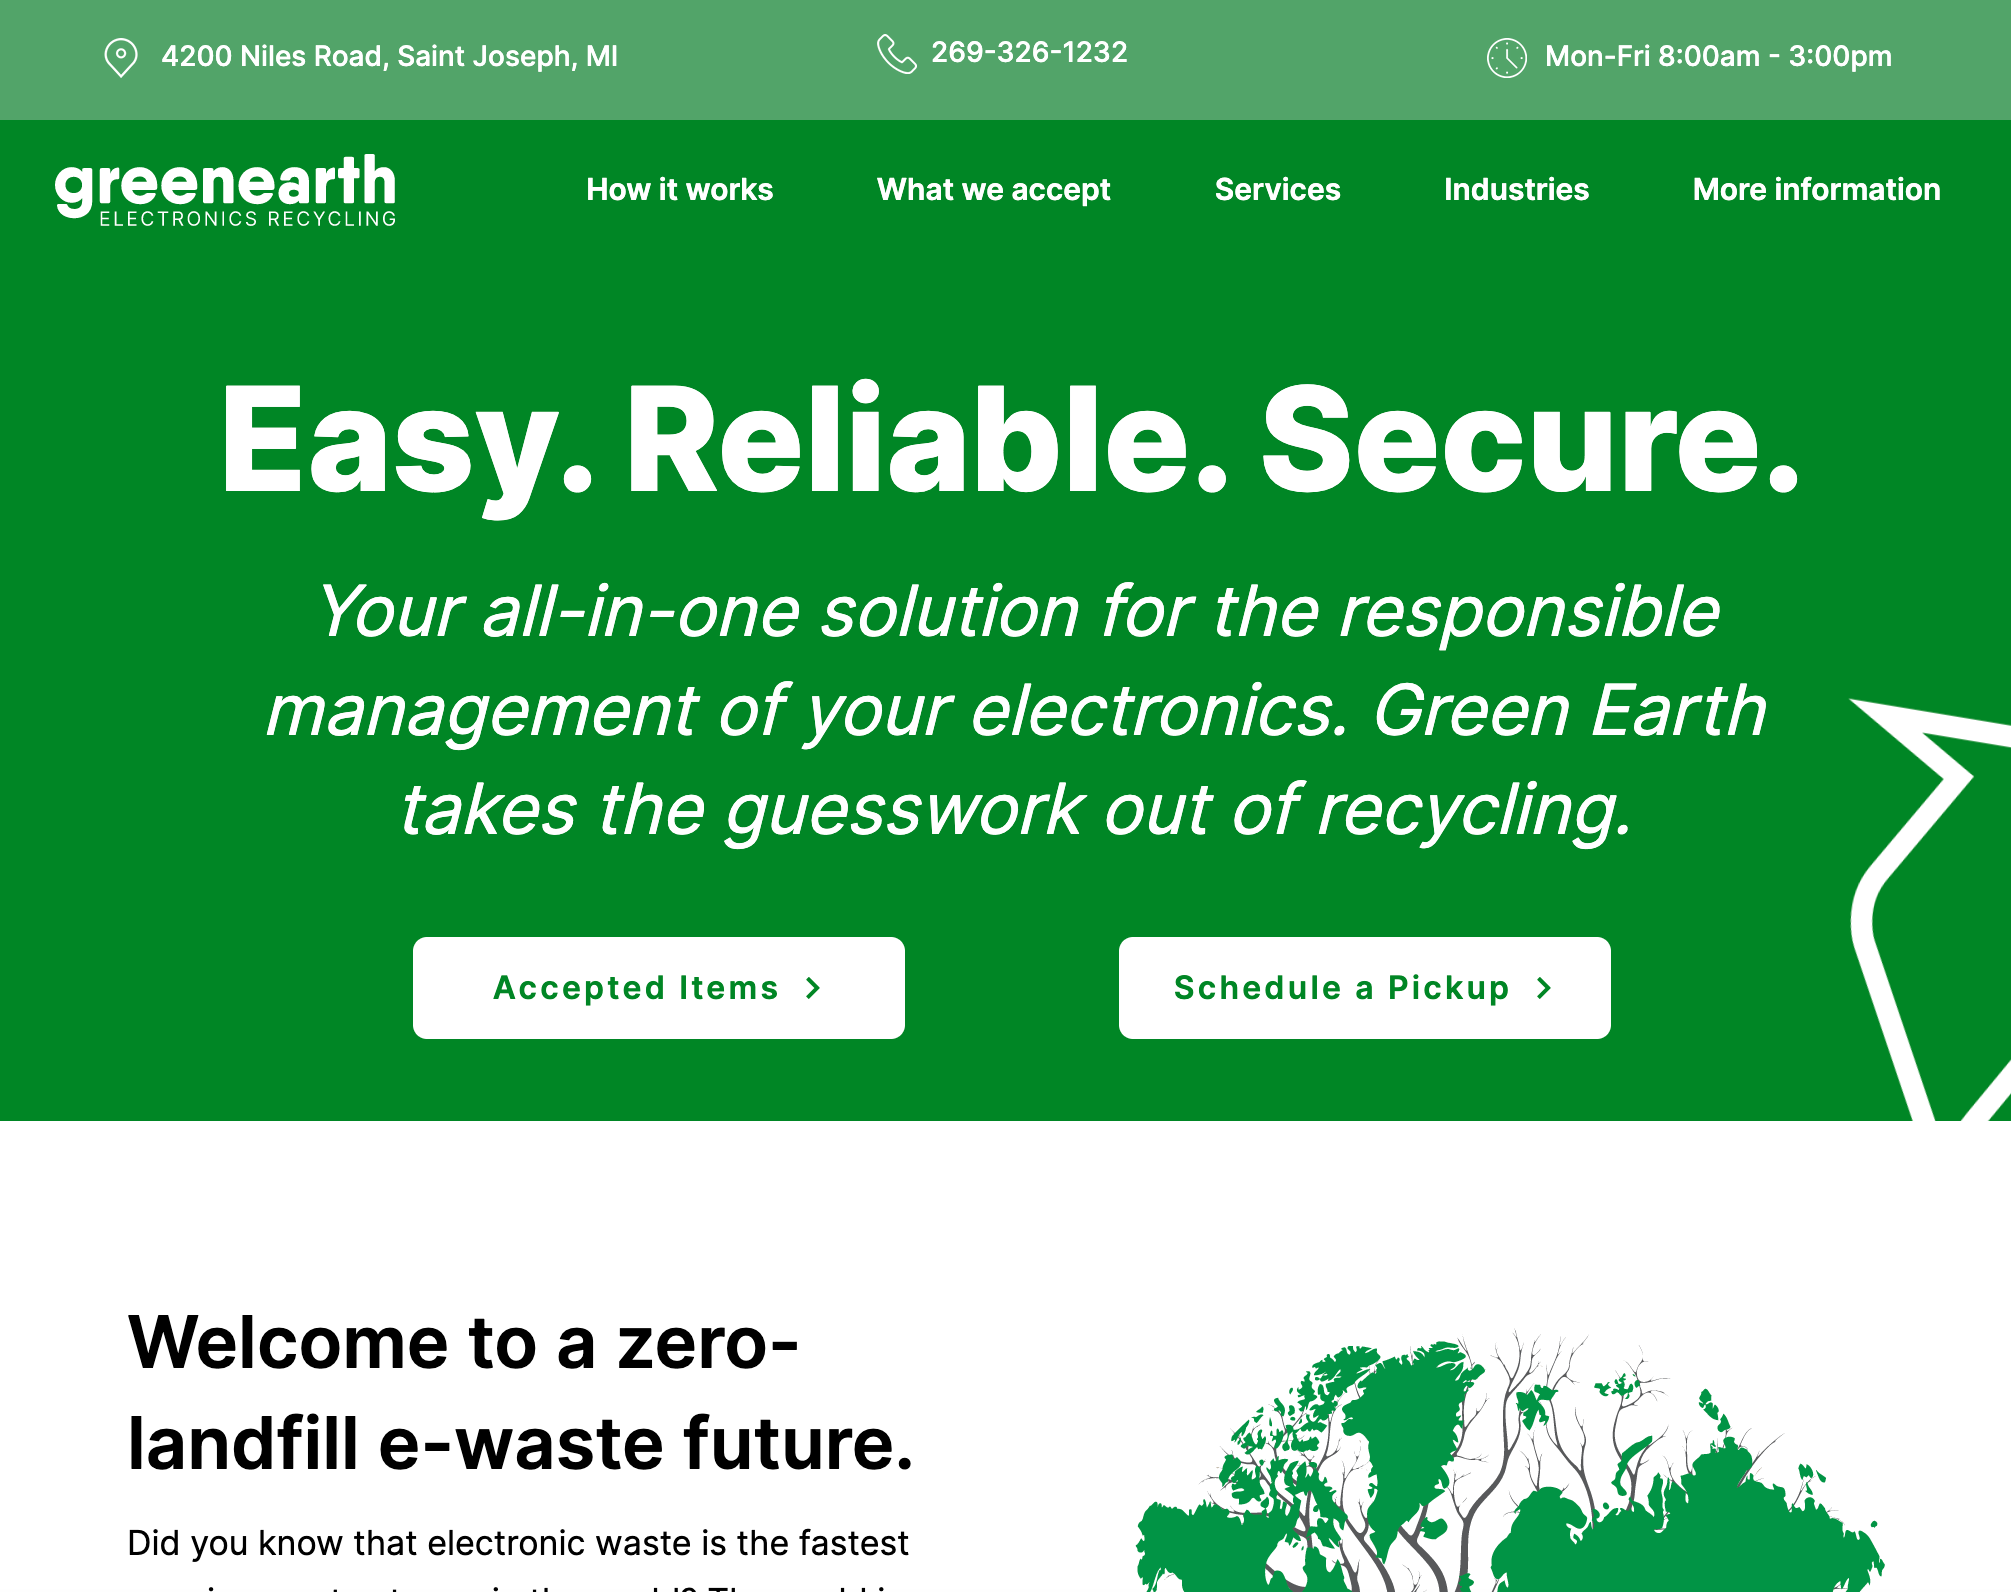 4200 Niles Road, Saint Joseph, MI
269-326-1232
Mon-Fri 8:00am - 3:00pm
greenearth
ELECTRONICS RECYCLING
How it works
What we accept
Services
Industries
More information
Easy. Reliable. Secure.
Your all-in-one solution for the responsible
management of your electronics. Green Earth
takes the guesswork out of recycling.
Accepted Items
Schedule a Pickup
Welcome to a zero-
landfill e-waste future.
Did you know that electronic waste is the fastest